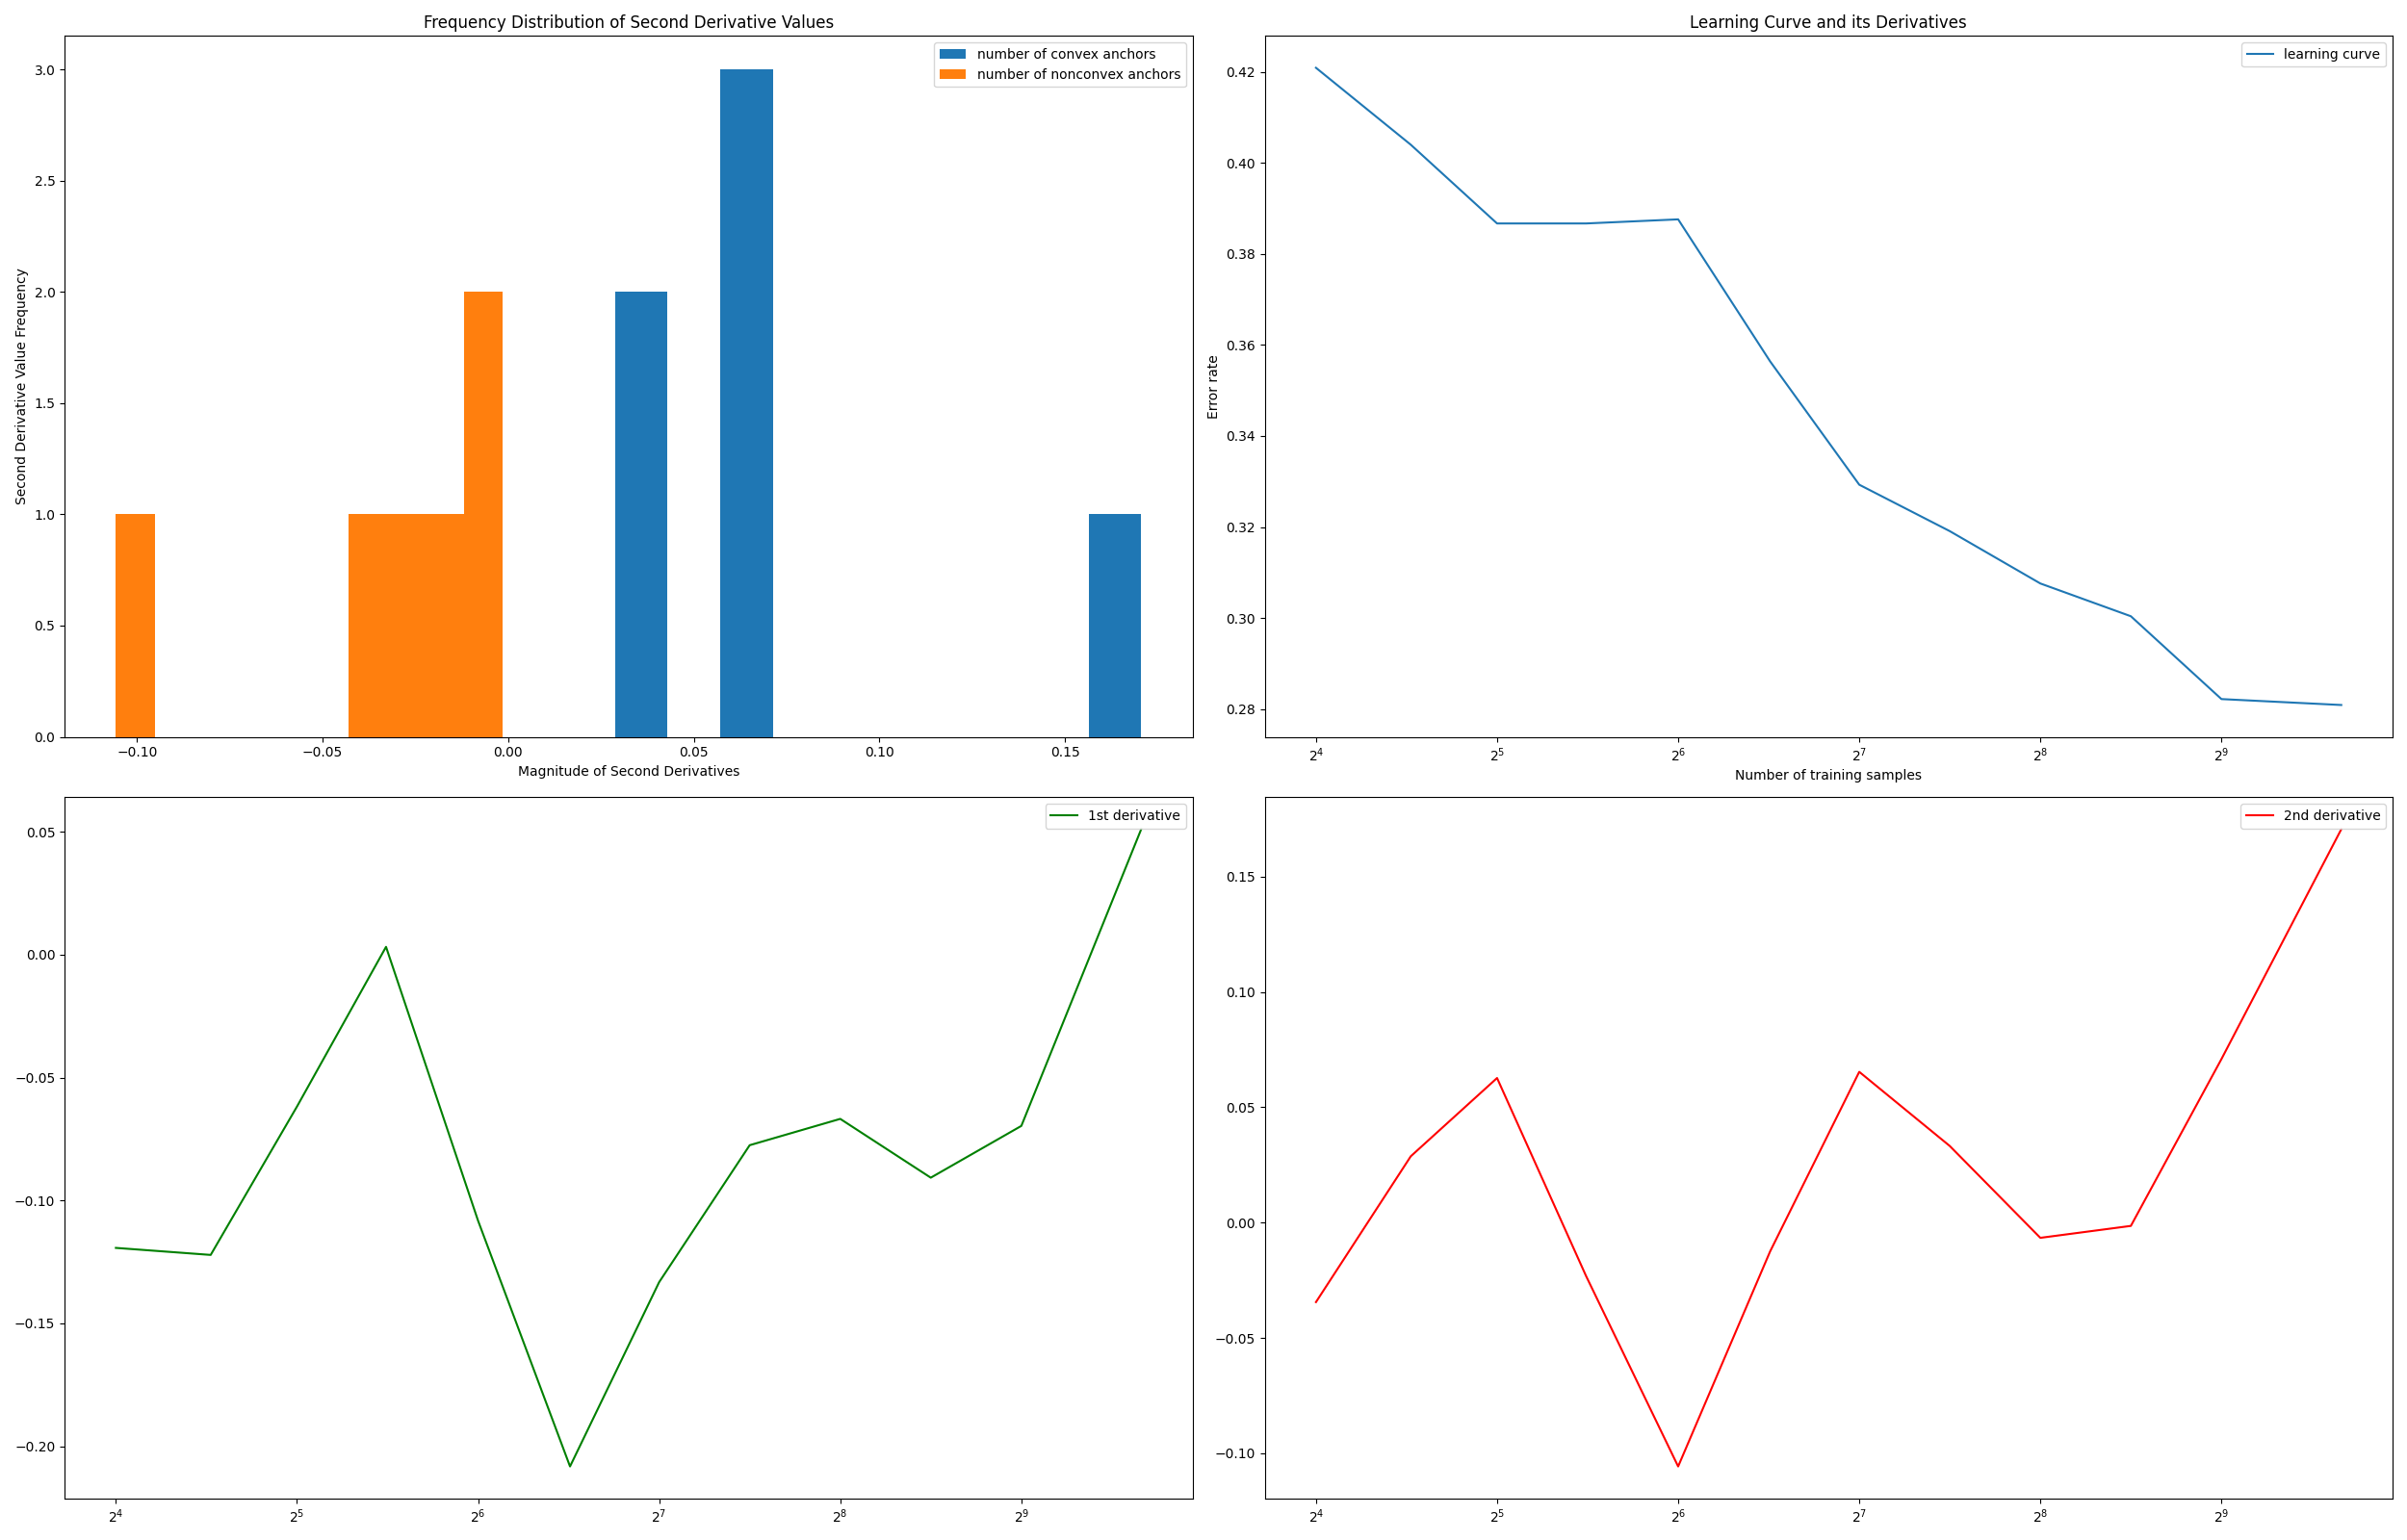 Frequency Distribution of Second Derivative Values
number of convex anchors
number of nonconvex anchors
Second Derivative Value Frequency
3.0
2.5
2.0
1.5
1.0
0.5
0.0
−0.10 −0.05 0.00 0.05 0.10 0.15
Magnitude of Second Derivatives
Learning Curve and its Derivatives
learning curve
Error rate
0.42
0.40
0.38
0.36
0.34
0.32
0.30
0.28
2⁴ 2⁵ 2⁶ 2⁷ 2⁸ 2⁹
Number of training samples
1st derivative
0.05
0.00
−0.05
−0.10
−0.15
−0.20
2⁴ 2⁵ 2⁶ 2⁷ 2⁸ 2⁹
2nd derivative
0.15
0.10
0.05
0.00
−0.05
−0.10
2⁴ 2⁵ 2⁶ 2⁷ 2⁸ 2⁹